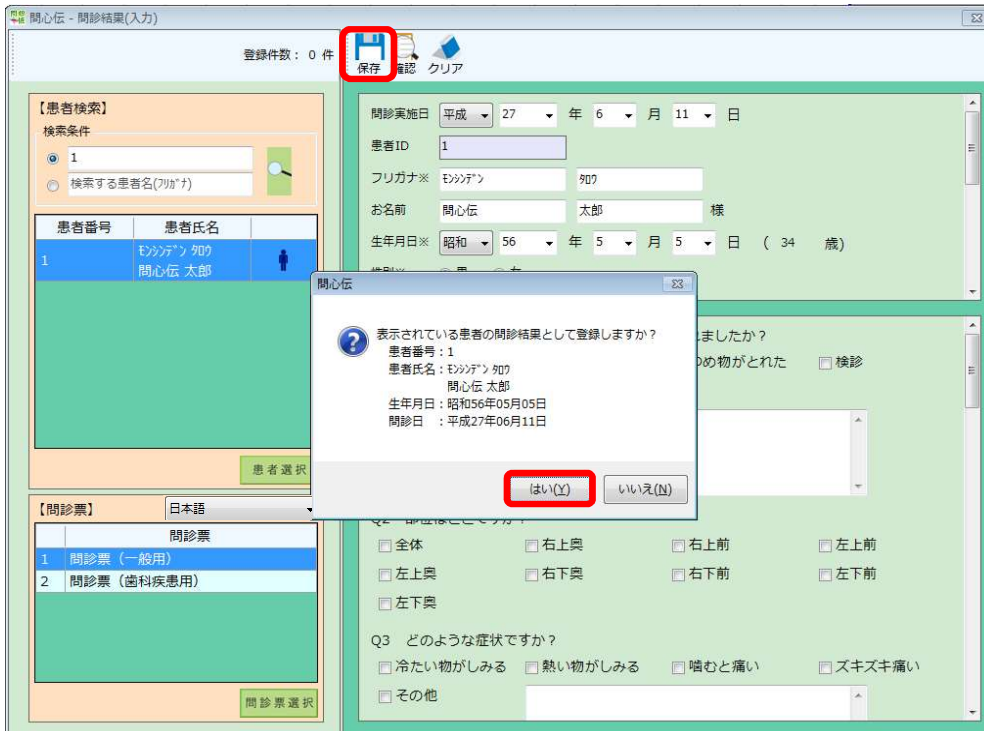 問心伝 - 問診結果(入力)
登録件数： 0 件
保存 確認 クリア
【患者検索】
検索条件
1
検索する患者名(ﾌﾘｶﾞﾅ)
患者番号 患者氏名
1 ﾓﾝｼﾝﾃﾞﾝ ﾀﾛｳ
問心伝 太郎
患者選択
【問診票】 日本語
問診票
1 問診票（一般用）
2 問診票（歯科疾患用）
問診票選択
問診実施日 平成 27 年 6 月 11 日
患者ID 1
フリガナ※ ﾓﾝｼﾝﾃﾞﾝ ﾀﾛｳ
お名前 問心伝 太郎 様
生年月日※ 昭和 56 年 5 月 5 日 ( 34 歳)
問心伝
表示されている患者の問診結果として登録しますか？
患者番号：1
患者氏名：ﾓﾝｼﾝﾃﾞﾝ ﾀﾛｳ
問心伝 太郎
生年月日：昭和56年05月05日
問診日 ：平成27年06月11日
はい(Y) いいえ(N)
ましたか？
め物がとれた 検診
全体 右上奥 右上前 左上前
左上奥 右下奥 右下前 左下前
左下奥
Q3 どのような症状ですか？
冷たい物がしみる 熱い物がしみる 噛むと痛い ズキズキ痛い
その他